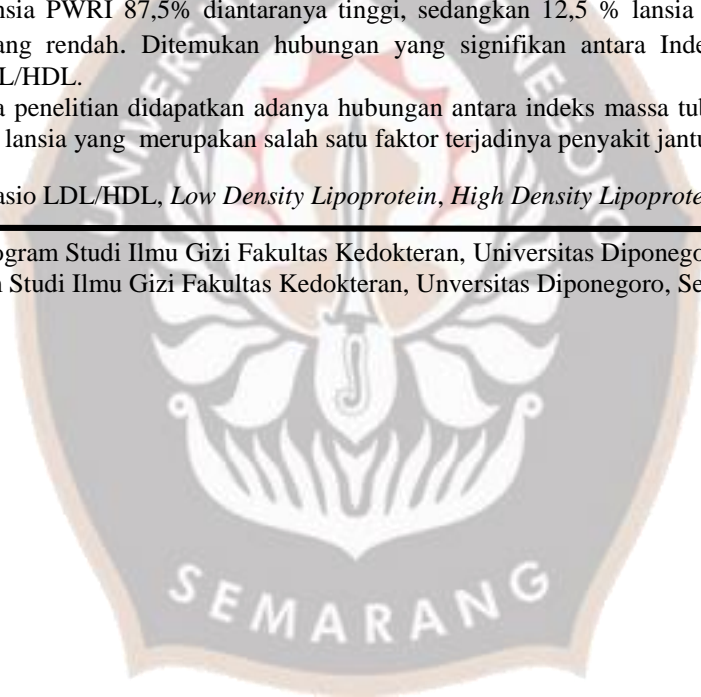 nsia PWRI 87,5% diantaranya tinggi, sedangkan 12,5 % lansia
ang rendah. Ditemukan hubungan yang signifikan antara Inde
L/HDL.
a penelitian didapatkan adanya hubungan antara indeks massa tub
lansia yang merupakan salah satu faktor terjadinya penyakit jantu
asio LDL/HDL, Low Density Lipoprotein, High Density Lipoprote
ogram Studi Ilmu Gizi Fakultas Kedokteran, Universitas Diponego
n Studi Ilmu Gizi Fakultas Kedokteran, Unversitas Diponegoro, Se
SEMARANG